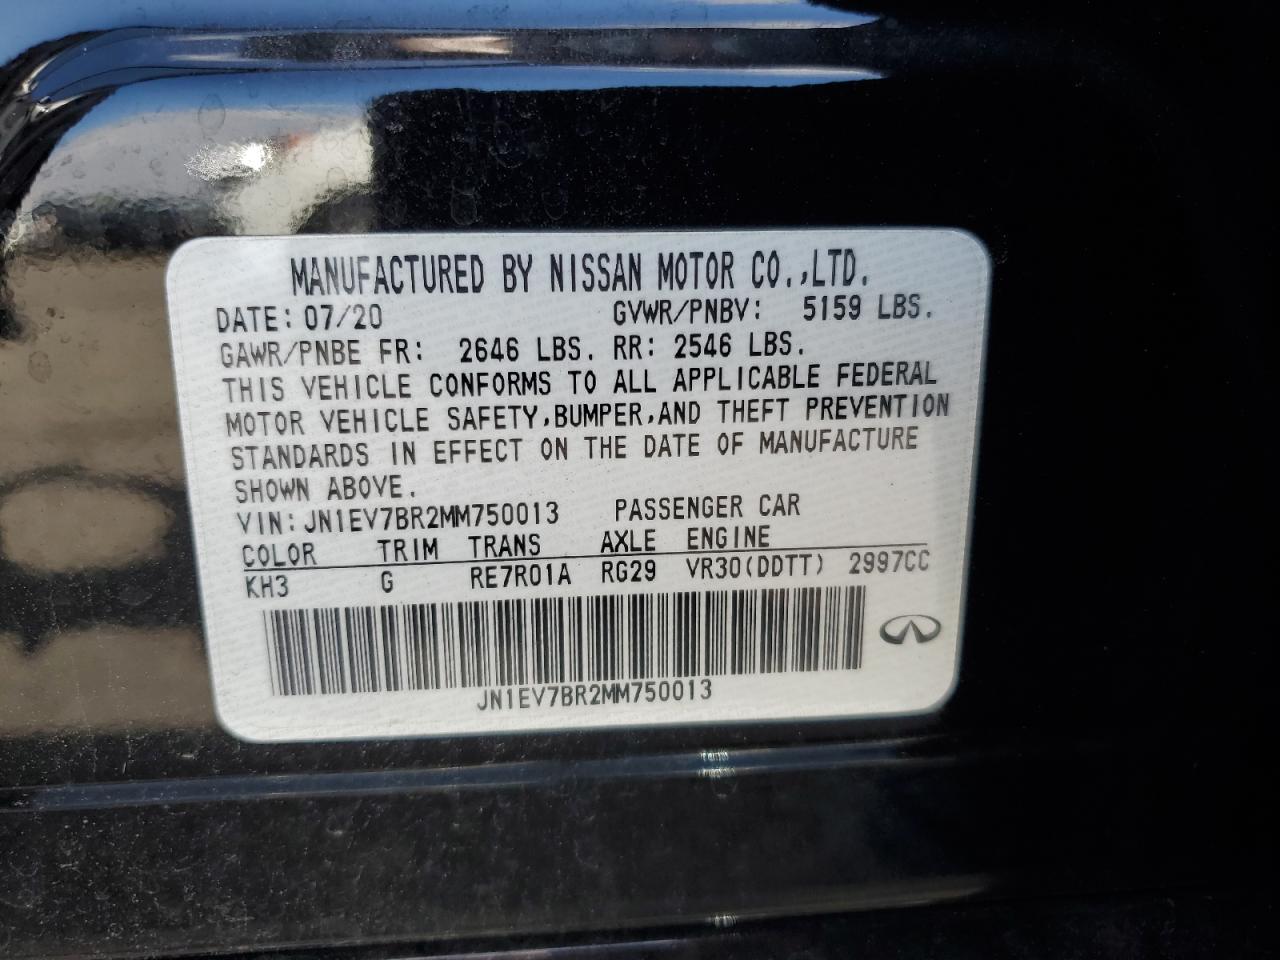 MANUFACTURED BY NISSAN MOTOR CO.,LTD.
DATE: 07/20 GVWR/PNBV: 5159 LBS.
GAWR/PNBE FR: 2646 LBS. RR: 2546 LBS.
THIS VEHICLE CONFORMS TO ALL APPLICABLE FEDERAL
MOTOR VEHICLE SAFETY,BUMPER,AND THEFT PREVENTION
STANDARDS IN EFFECT ON THE DATE OF MANUFACTURE
SHOWN ABOVE.
VIN: JN1EV7BR2MM750013 PASSENGER CAR
COLOR TRIM TRANS AXLE ENGINE
KH3 G RE7R01A RG29 VR30(DDTT) 2997CC
JN1EV7BR2MM750013